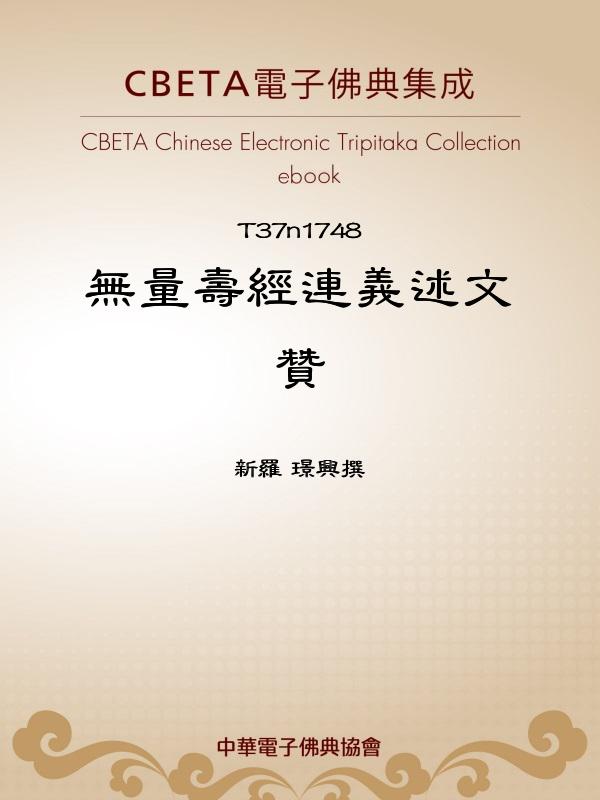 CBETA電子佛典集成
CBETA Chinese Electronic Tripitaka Collection
ebook
T37n1748
無量壽經連義述文
贊
新羅 璟興撰
中華電子佛典協會